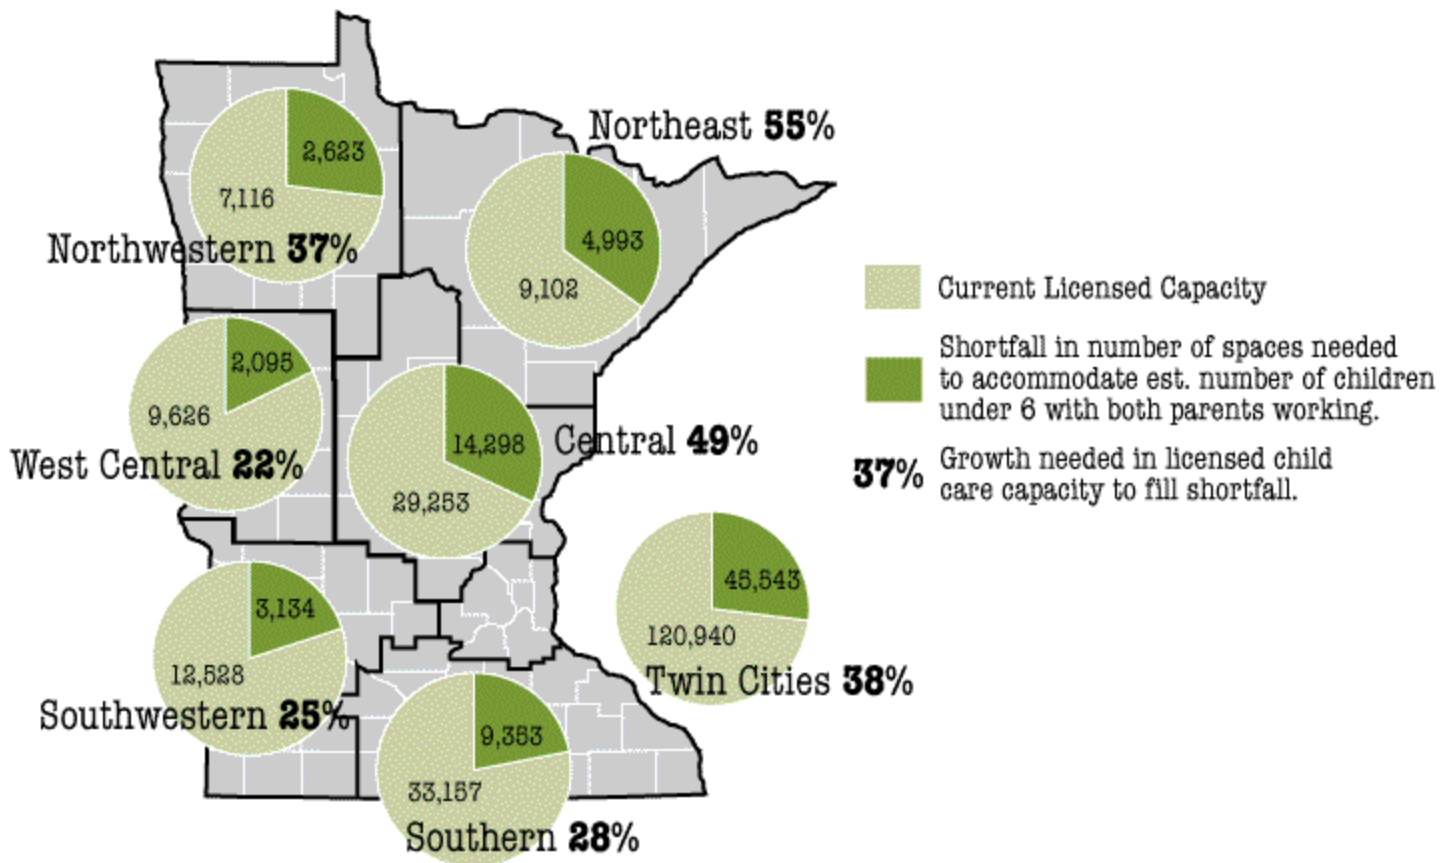 Northeast 55%
2,623
7,116
Northwestern 37%
4,993
9,102
Current Licensed Capacity
Shortfall in number of spaces needed
to accommodate est. number of children
under 6 with both parents working.
37% Growth needed in licensed child
care capacity to fill shortfall.
2,095
9,626
West Central 22%
14,298
29,253
Central 49%
45,543
120,940
Twin Cities 38%
3,134
12,528
Southwestern 25%
9,353
33,157
Southern 28%